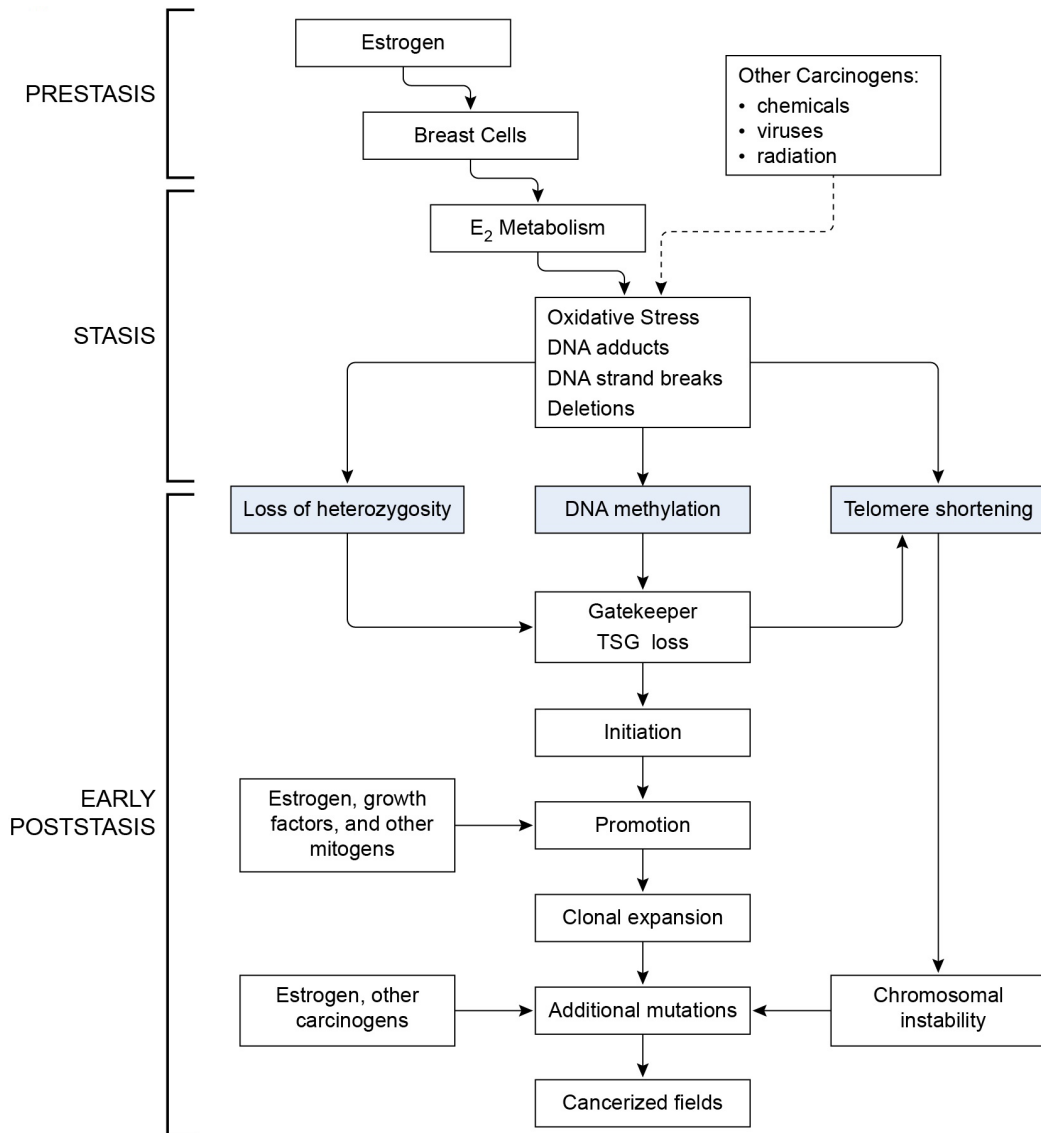 PRESTASIS
Estrogen
Other Carcinogens:
• chemicals
• viruses
• radiation
Breast Cells
STASIS
E2 Metabolism
Oxidative Stress
DNA adducts
DNA strand breaks
Deletions
Loss of heterozygosity
DNA methylation
Telomere shortening
EARLY
POSTSTASIS
Gatekeeper
TSG loss
Initiation
Estrogen, growth
factors, and other
mitogens
Promotion
Clonal expansion
Estrogen, other
carcinogens
Additional mutations
Chromosomal
instability
Cancerized fields